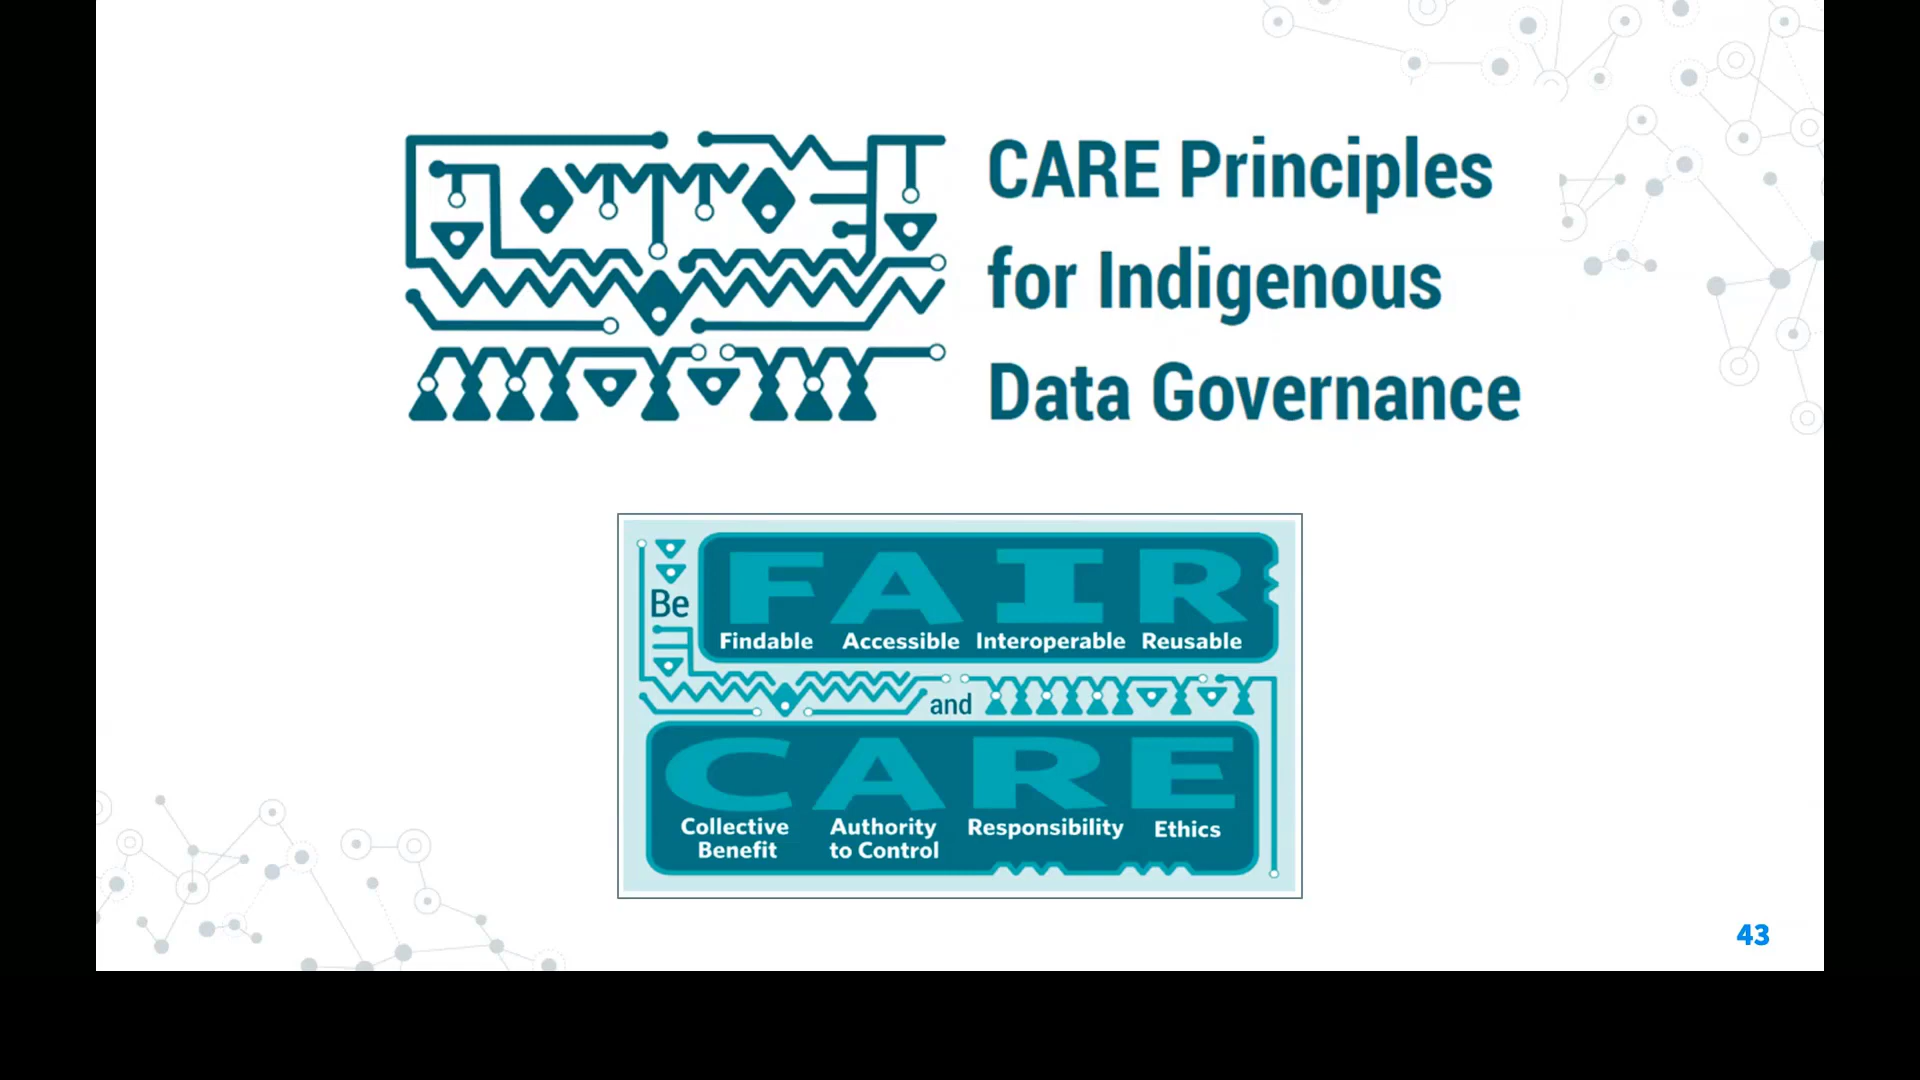 CARE Principles
for Indigenous
Data Governance
Be
FAIR
Findable Accessible Interoperable Reusable
and
CARE
Collective Authority Responsibility Ethics
Benefit to Control
43